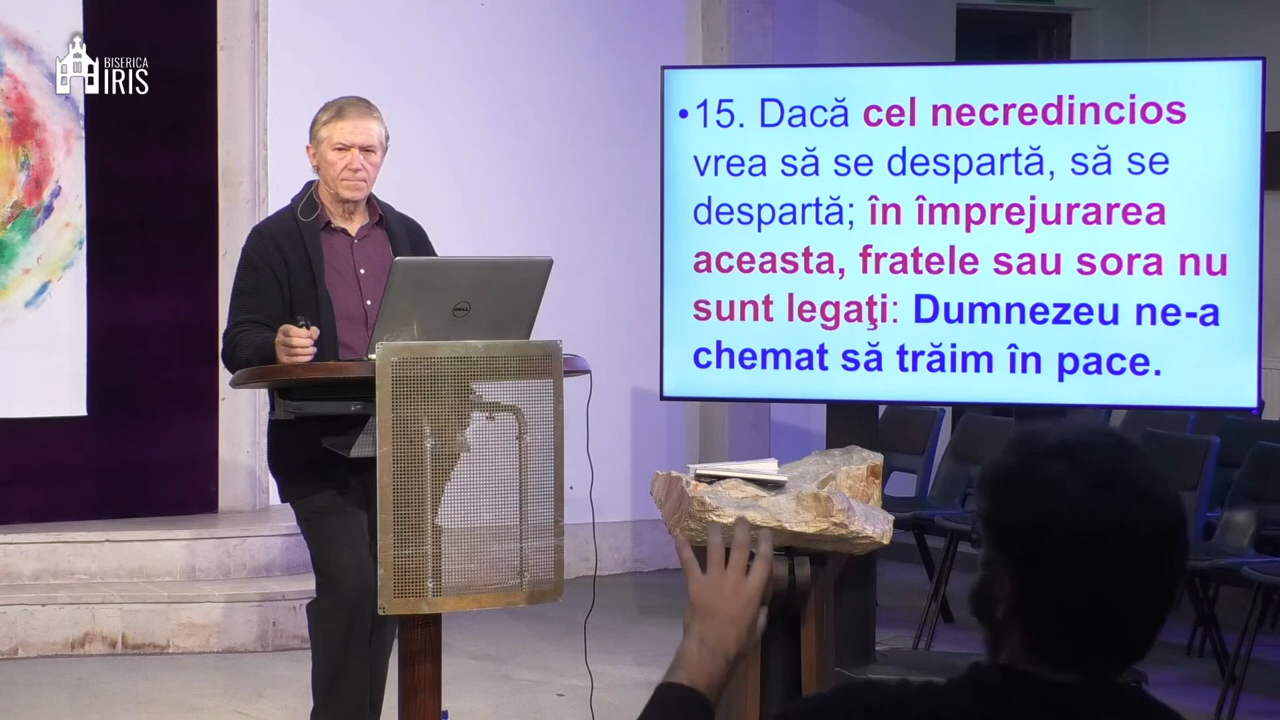 BISERICA
IRIS
•15. Dacă cel necredincios
vrea să se despartă, să se
despartă; în împrejurarea
aceasta, fratele sau sora nu
sunt legaţi: Dumnezeu ne-a
chemat să trăim în pace.
DELL